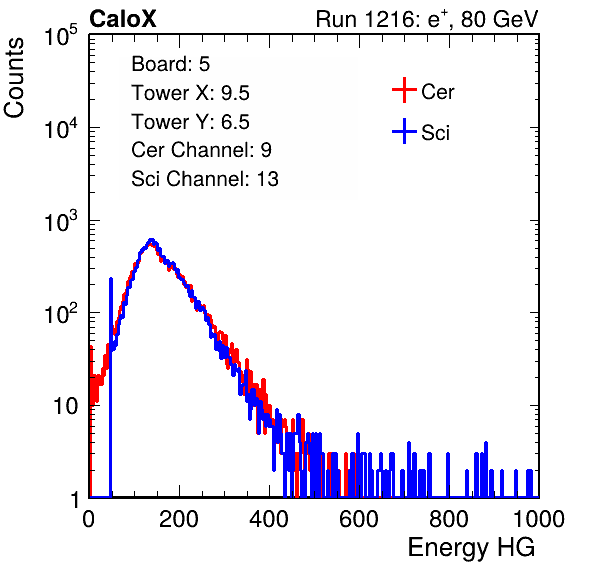 CaloX Run 1216: e⁺, 80 GeV
Counts
Board: 5
Tower X: 9.5
Tower Y: 6.5
Cer Channel: 9
Sci Channel: 13
Cer
Sci
10⁵
10⁴
10³
10²
10
1
0 200 400 600 800 1000
Energy HG